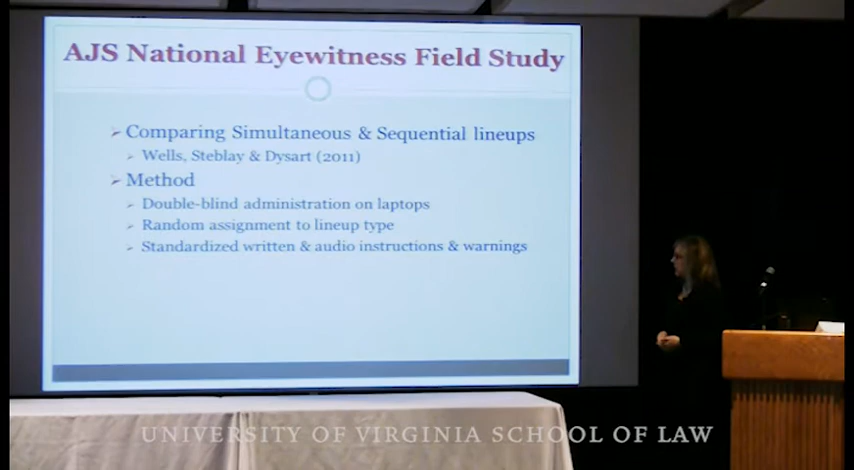 AJS National Eyewitness Field Study
➢ Comparing Simultaneous & Sequential lineups
➢ Wells, Steblay & Dysart (2011)
➢ Method
➢ Double-blind administration on laptops
➢ Random assignment to lineup type
➢ Standardized written & audio instructions & warnings
UNIVERSITY OF VIRGINIA SCHOOL OF LAW